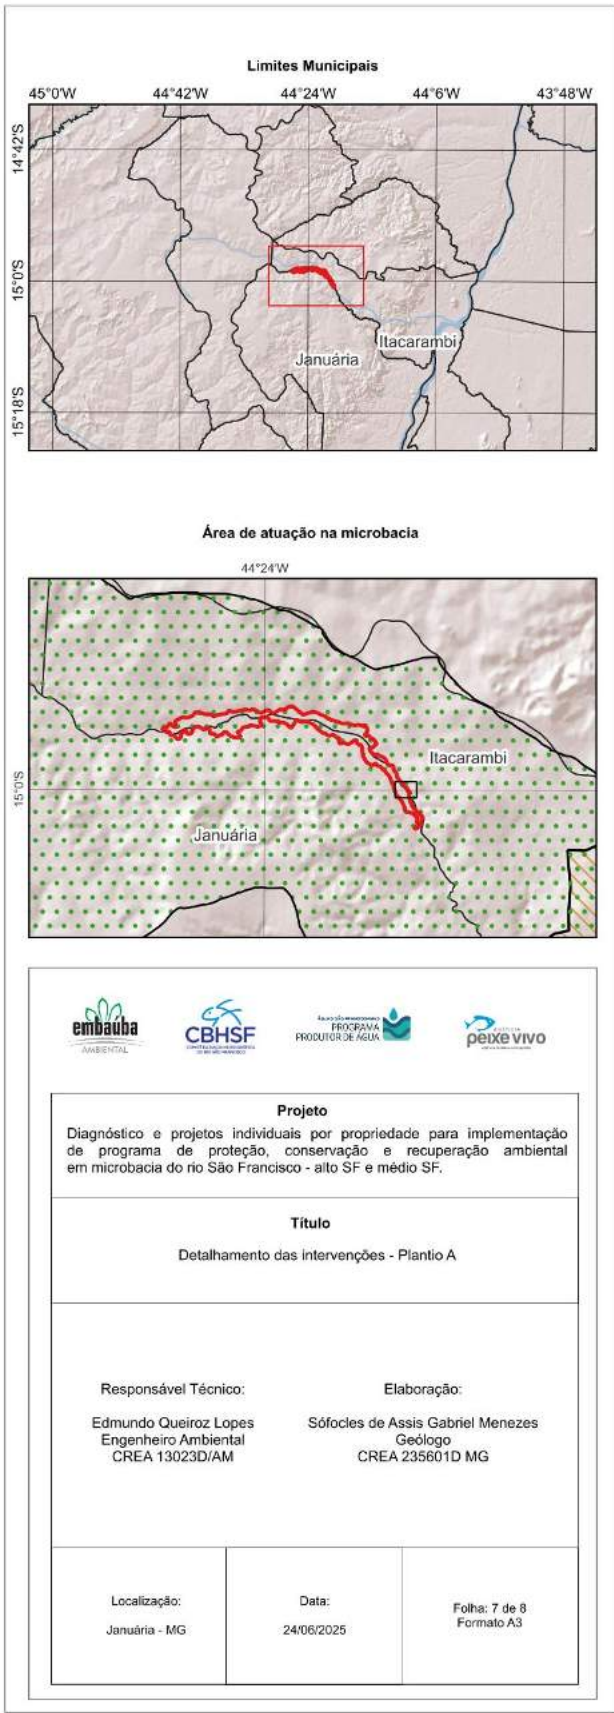 Limites Municipais
45°0'W 44°42'W 44°24'W 44°6'W 43°48'W
14°42'S
15°0'S
15°18'S
Itacarambi
Januária
Área de atuação na microbacia
44°24'W
15°0'S
Itacarambi
Januária
embaúba
AMBIENTAL
CBHSF
PROGRAMA
PRODUTOR DE ÁGUA
peixe vivo
Projeto
Diagnóstico e projetos individuais por propriedade para implementação
de programa de proteção, conservação e recuperação ambiental
em microbacia do rio São Francisco - alto SF e médio SF.
Título
Detalhamento das intervenções - Plantio A
Responsável Técnico:
Edmundo Queiroz Lopes
Engenheiro Ambiental
CREA 13023D/AM
Elaboração:
Sófocles de Assis Gabriel Menezes
Geólogo
CREA 235601D MG
Localização:
Januária - MG
Data:
24/06/2025
Folha: 7 de 8
Formato A3